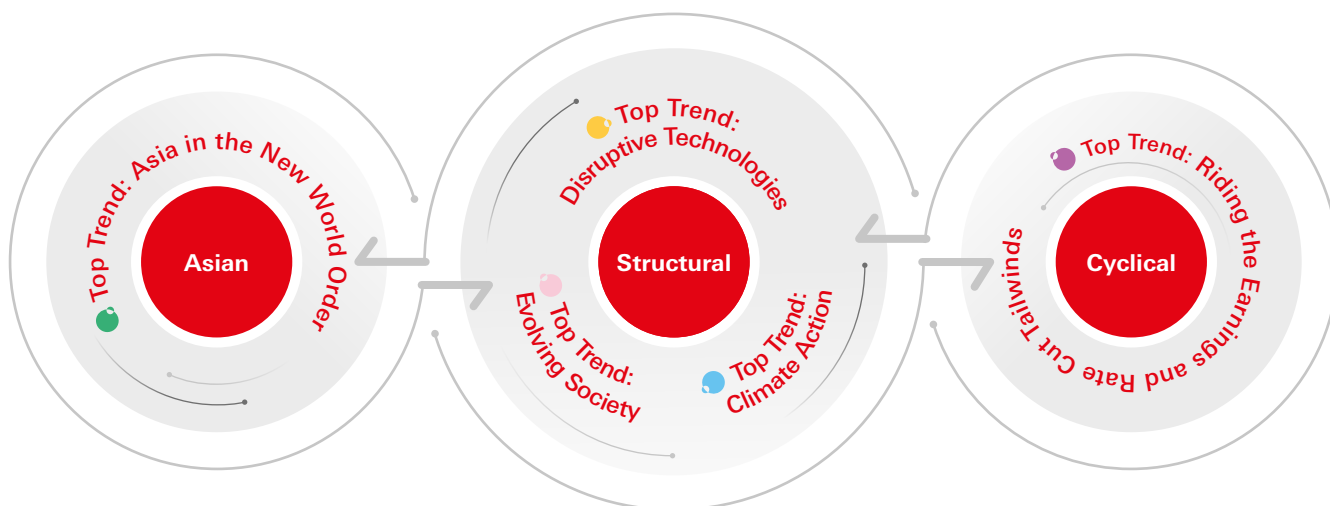 Top Trend: Asia in the New World Order
Asian
Top Trend:
Disruptive Technologies
Structural
Top Trend:
Evolving Society
Top Trend:
Climate Action
Top Trend: Riding the Earnings and Rate Cut Tailwinds
Cyclical